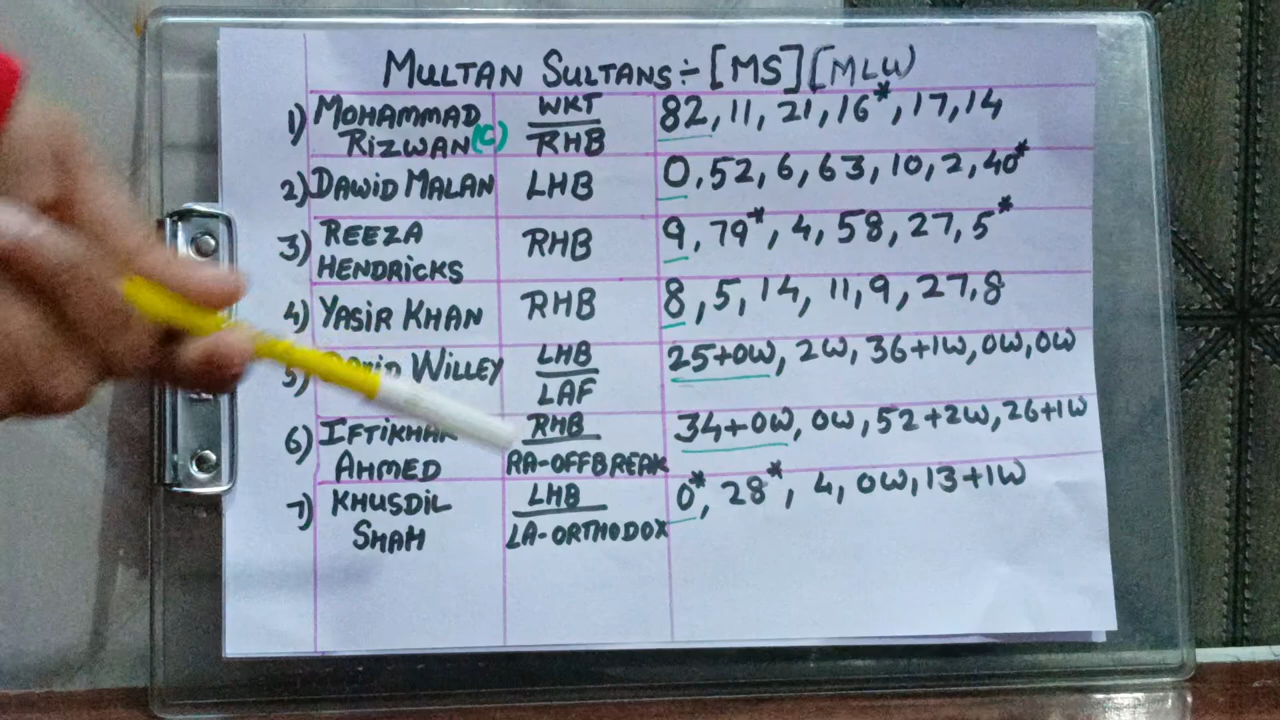 MULTAN SULTANS÷[MS][MLW)
1) MOHAMMAD RIZWAN(C) WKT RHB 82, 11, 21, 16*, 17, 14
2) DAWID MALAN LHB 0, 52, 6, 63, 10, 2, 40*
3) REEZA HENDRICKS RHB 9, 79*, 4, 58, 27, 5*
4) YASIR KHAN RHB 8, 5, 14, 11, 9, 27, 8
5) WILLEY LHB LAF 25+0W, 2W, 36+1W, 0W, 0W
6) IFTIKHAR AHMED RHB RA-OFFBREAK 34+0W, 0W, 52+2W, 26+1W
7) KHUSDIL SHAH LHB LA-ORTHODOX 0*, 28*, 4, 0W, 13+1W